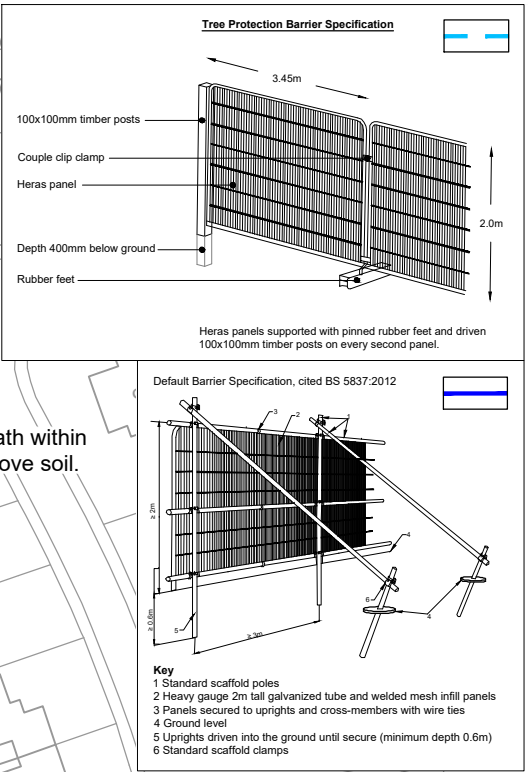 Tree Protection Barrier Specification
3.45m
100x100mm timber posts
Couple clip clamp
Heras panel
2.0m
Depth 400mm below ground
Rubber feet
Heras panels supported with pinned rubber feet and driven
100x100mm timber posts on every second panel.
Default Barrier Specification, cited BS 5837:2012
ath within
ove soil.
3
2
1
≥ 2m
4
6
≥ 0.6m
5
≥ 3m
4
Key
1 Standard scaffold poles
2 Heavy gauge 2m tall galvanized tube and welded mesh infill panels
3 Panels secured to uprights and cross-members with wire ties
4 Ground level
5 Uprights driven into the ground until secure (minimum depth 0.6m)
6 Standard scaffold clamps